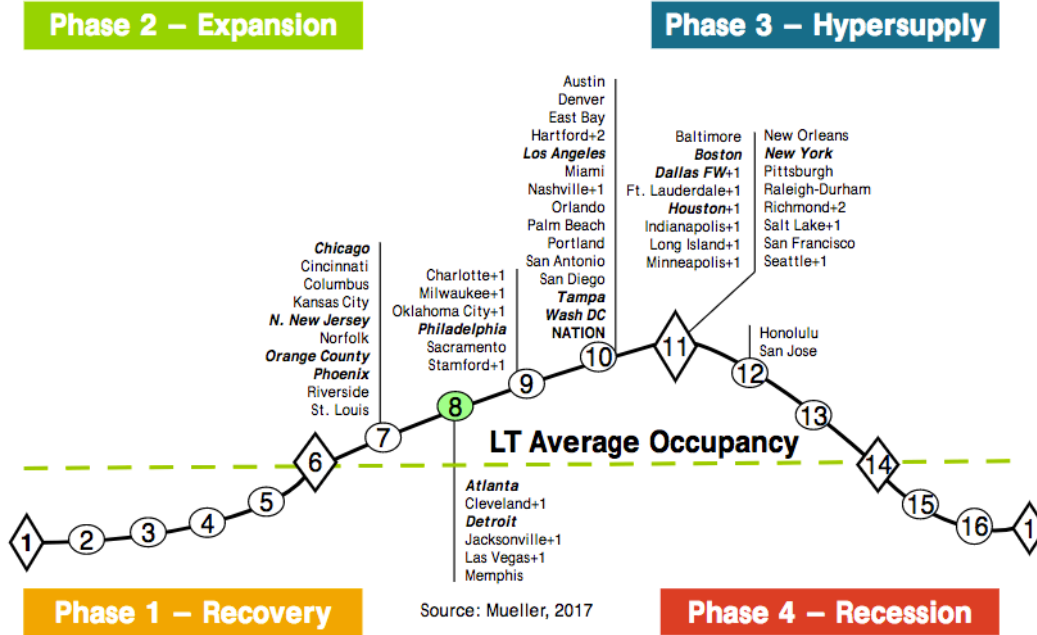 Phase 2 – Expansion
Phase 3 – Hypersupply
Austin
Denver
East Bay
Hartford+2
Los Angeles
Miami
Nashville+1
Orlando
Palm Beach
Portland
San Antonio
San Diego
Tampa
Wash DC
NATION
Baltimore
Boston
Dallas FW+1
Ft. Lauderdale+1
Houston+1
Indianapolis+1
Long Island+1
Minneapolis+1
New Orleans
New York
Pittsburgh
Raleigh-Durham
Richmond+2
Salt Lake+1
San Francisco
Seattle+1
Chicago
Cincinnati
Columbus
Kansas City
N. New Jersey
Norfolk
Orange County
Phoenix
Riverside
St. Louis
Charlotte+1
Milwaukee+1
Oklahoma City+1
Philadelphia
Sacramento
Stamford+1
Honolulu
San Jose
1
2
3
4
5
6
7
8
9
10
11
12
13
14
15
16
1
LT Average Occupancy
Atlanta
Cleveland+1
Detroit
Jacksonville+1
Las Vegas+1
Memphis
Phase 1 – Recovery
Source: Mueller, 2017
Phase 4 – Recession